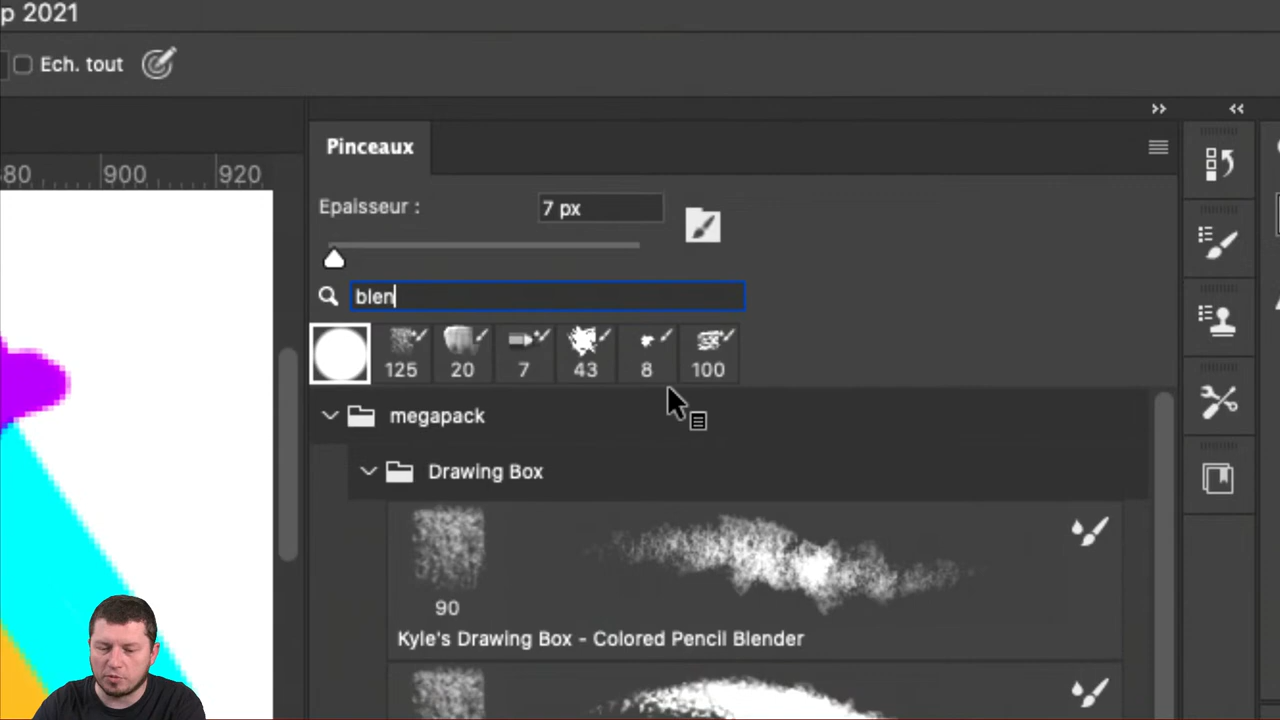 p 2021
Ech. tout
80 900 920
Pinceaux
Epaisseur :
7 px
blen
125 20 7 43 8 100
megapack
Drawing Box
90
Kyle's Drawing Box - Colored Pencil Blender